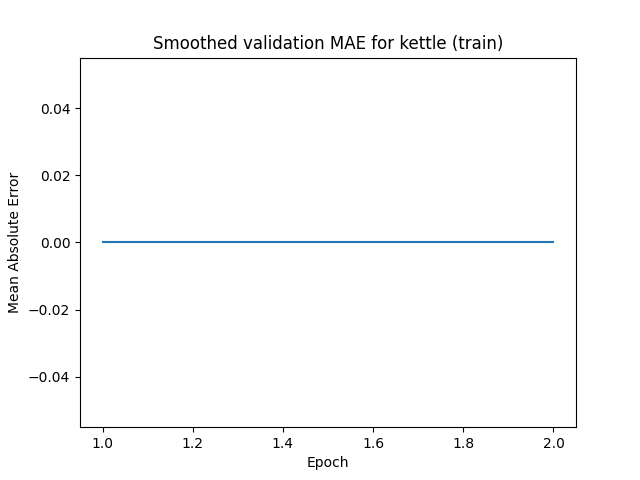 Smoothed validation MAE for kettle (train)
Mean Absolute Error
0.04
0.02
0.00
−0.02
−0.04
1.0 1.2 1.4 1.6 1.8 2.0
Epoch